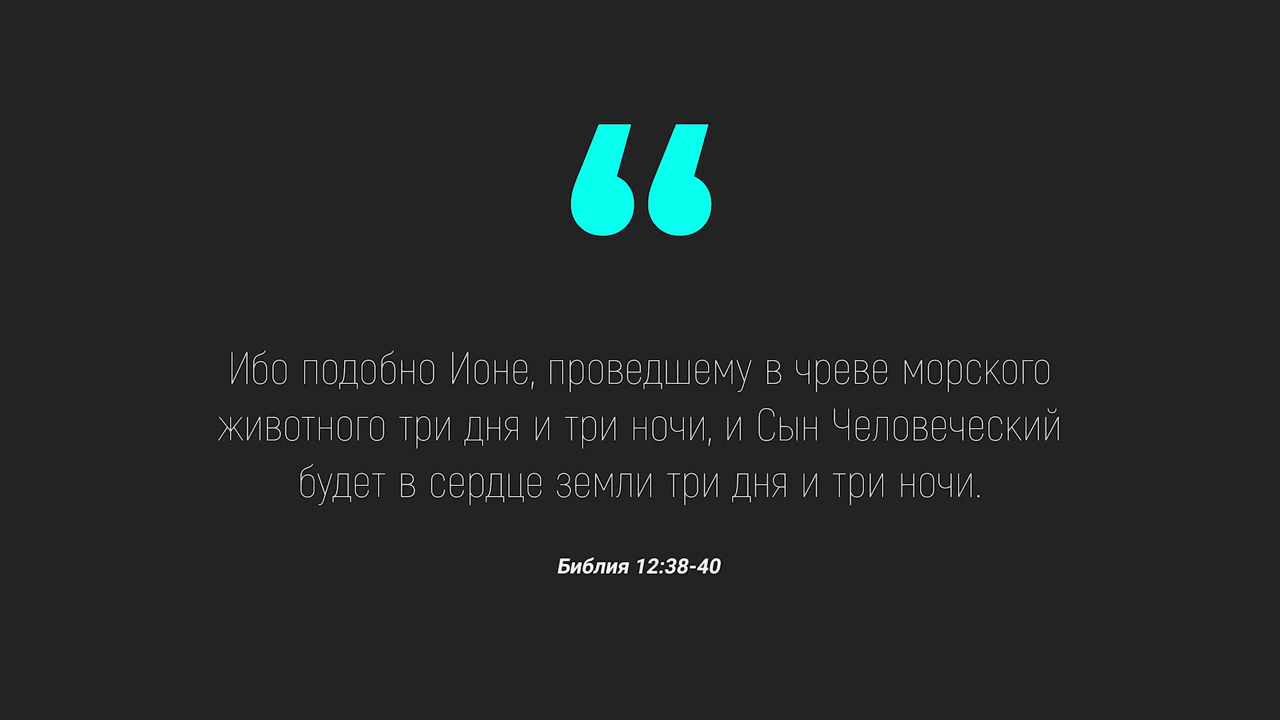 “
Ибо подобно Ионе, проведшему в чреве морского
животного три дня и три ночи, и Сын Человеческий
будет в сердце земли три дня и три ночи.
Библия 12:38-40